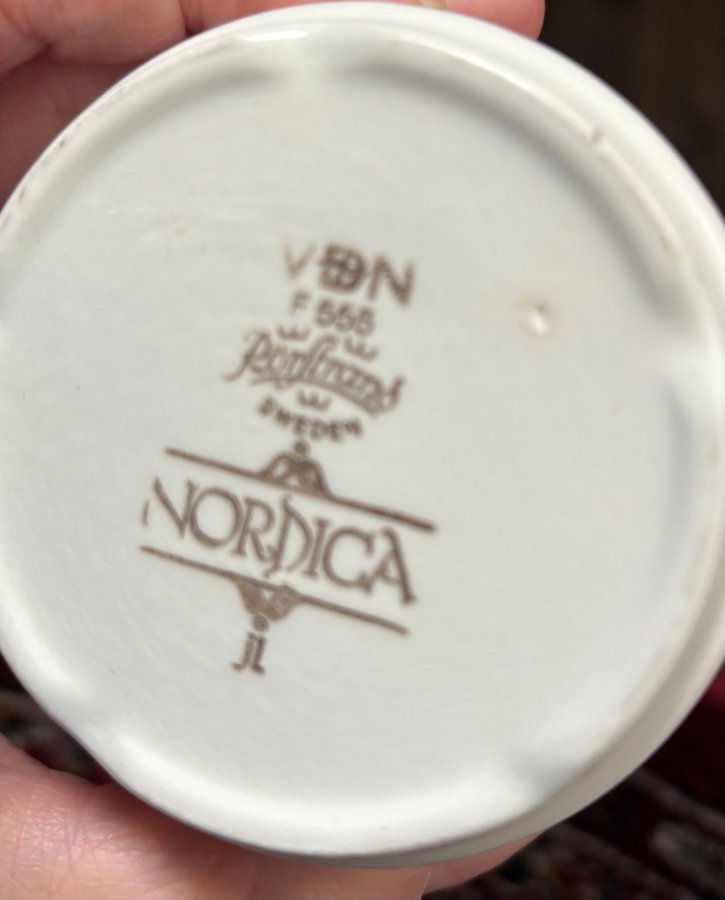 VDN
F 555
Rörstrand
SWEDEN
NORDICA
jl